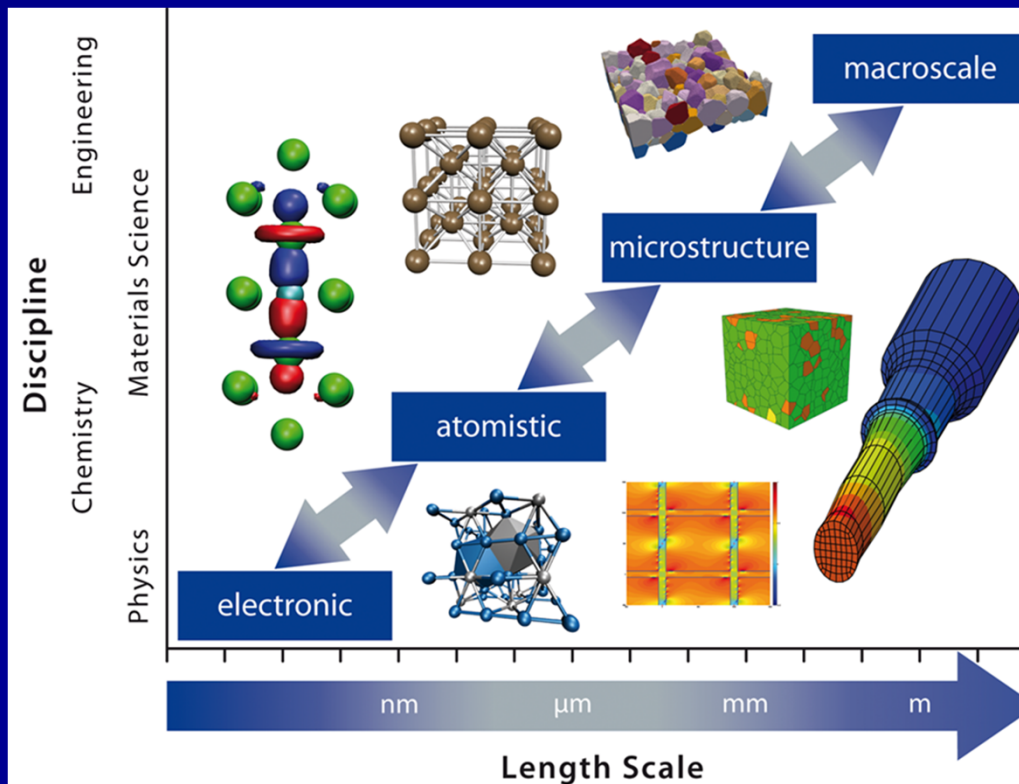 Discipline
Engineering
Materials Science
Chemistry
Physics
macroscale
microstructure
atomistic
electronic
nm
μm
mm
m
Length Scale